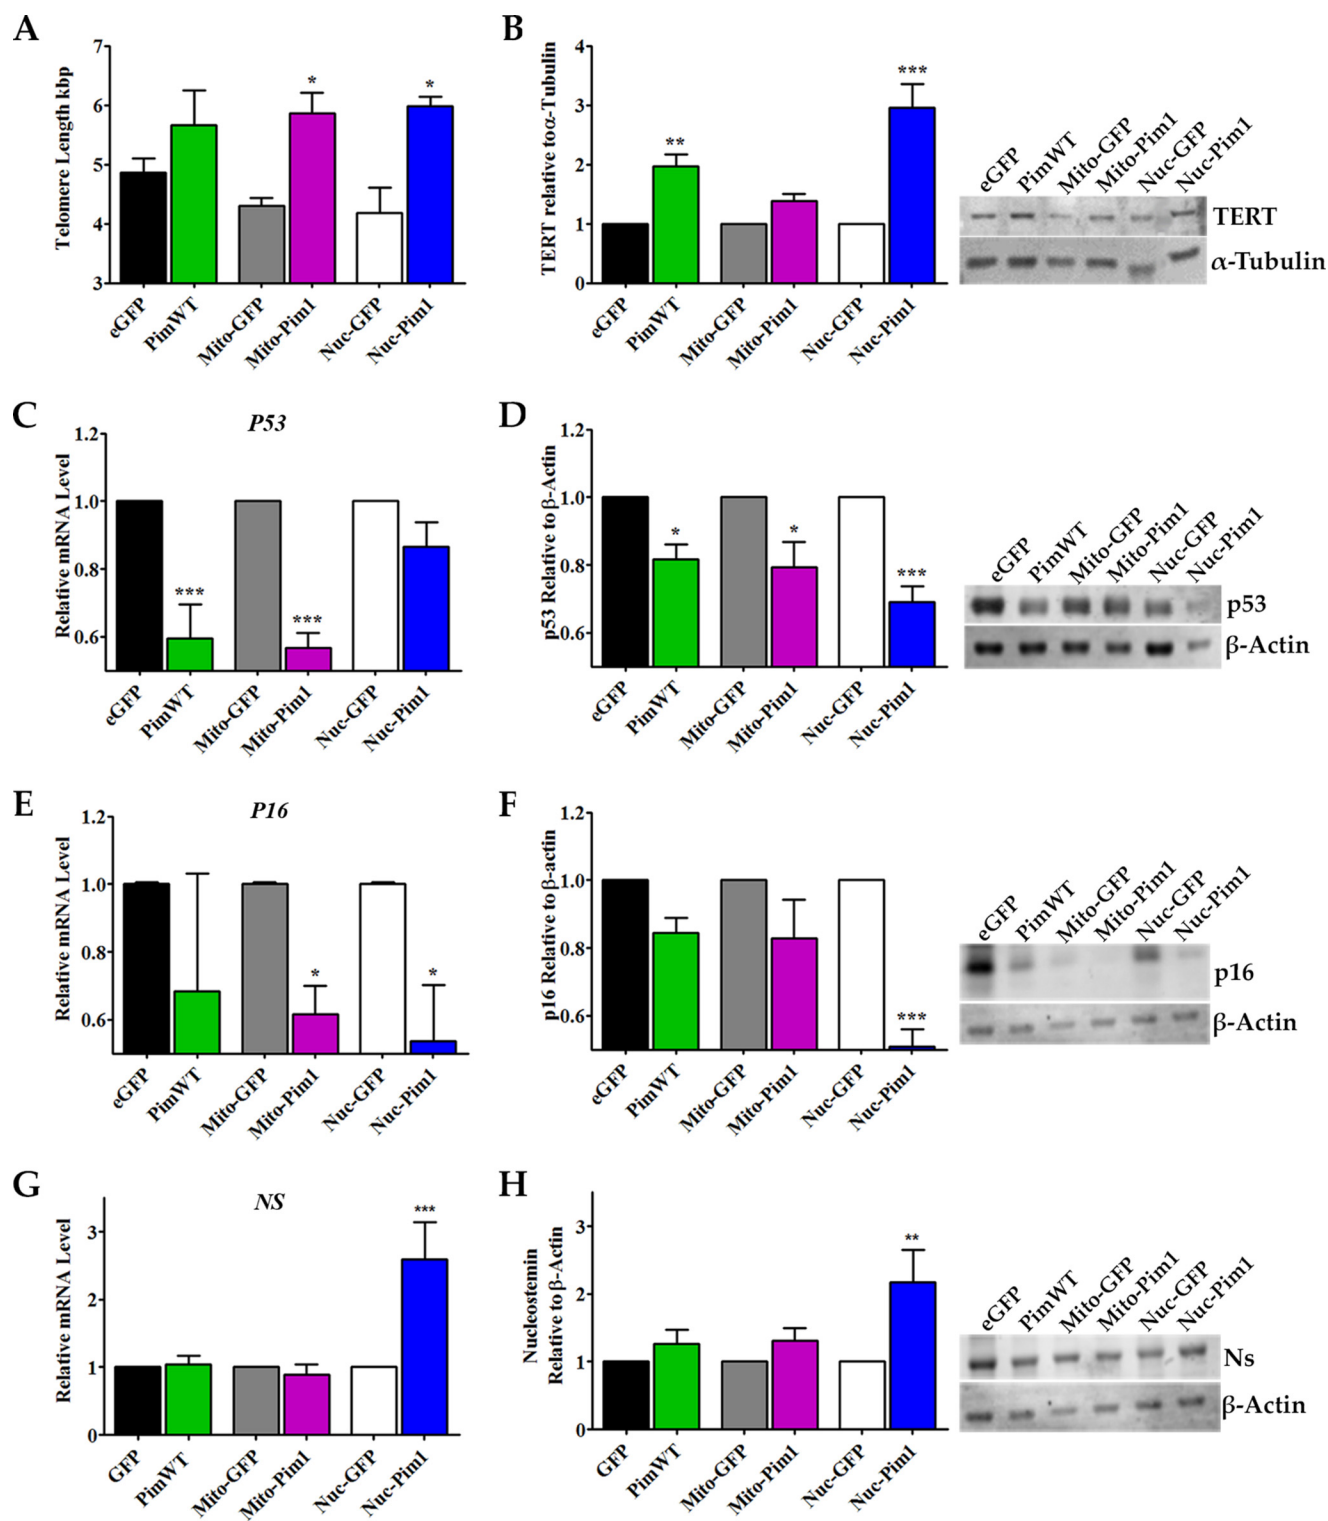 A
Telomere Length kbp
7
6
5
4
3
*
*
eGFP
PimWT
Mito-GFP
Mito-Pim1
Nuc-GFP
Nuc-Pim1
B
TERT relative toα-Tubulin
4
3
2
1
0
**
***
eGFP
PimWT
Mito-GFP
Mito-Pim1
Nuc-GFP
Nuc-Pim1
eGFP
PimWT
Mito-GFP
Mito-Pim1
Nuc-GFP
Nuc-Pim1
TERT
α-Tubulin
C
P53
Relative mRNA Level
1.2
1.0
0.8
0.6
***
***
eGFP
PimWT
Mito-GFP
Mito-Pim1
Nuc-GFP
Nuc-Pim1
D
p53 Relative to β-Actin
1.2
1.0
0.8
0.6
*
*
***
eGFP
PimWT
Mito-GFP
Mito-Pim1
Nuc-GFP
Nuc-Pim1
eGFP
PimWT
Mito-GFP
Mito-Pim1
Nuc-GFP
Nuc-Pim1
p53
β-Actin
E
P16
Relative mRNA Level
1.2
1.0
0.8
0.6
*
*
eGFP
PimWT
Mito-GFP
Mito-Pim1
Nuc-GFP
Nuc-Pim1
F
p16 Relative to β-actin
1.2
1.0
0.8
0.6
***
eGFP
PimWT
Mito-GFP
Mito-Pim1
Nuc-GFP
Nuc-Pim1
eGFP
PimWT
Mito-GFP
Mito-Pim1
Nuc-GFP
Nuc-Pim1
p16
β-Actin
G
NS
Relative mRNA Level
3
2
1
0
***
GFP
PimWT
Mito-GFP
Mito-Pim1
Nuc-GFP
Nuc-Pim1
H
Nucleostemin
Relative to β-Actin
3
2
1
0
**
GFP
PimWT
Mito-GFP
Mito-Pim1
Nuc-GFP
Nuc-Pim1
eGFP
PimWT
Mito-GFP
Mito-Pim1
Nuc-GFP
Nuc-Pim1
Ns
β-Actin